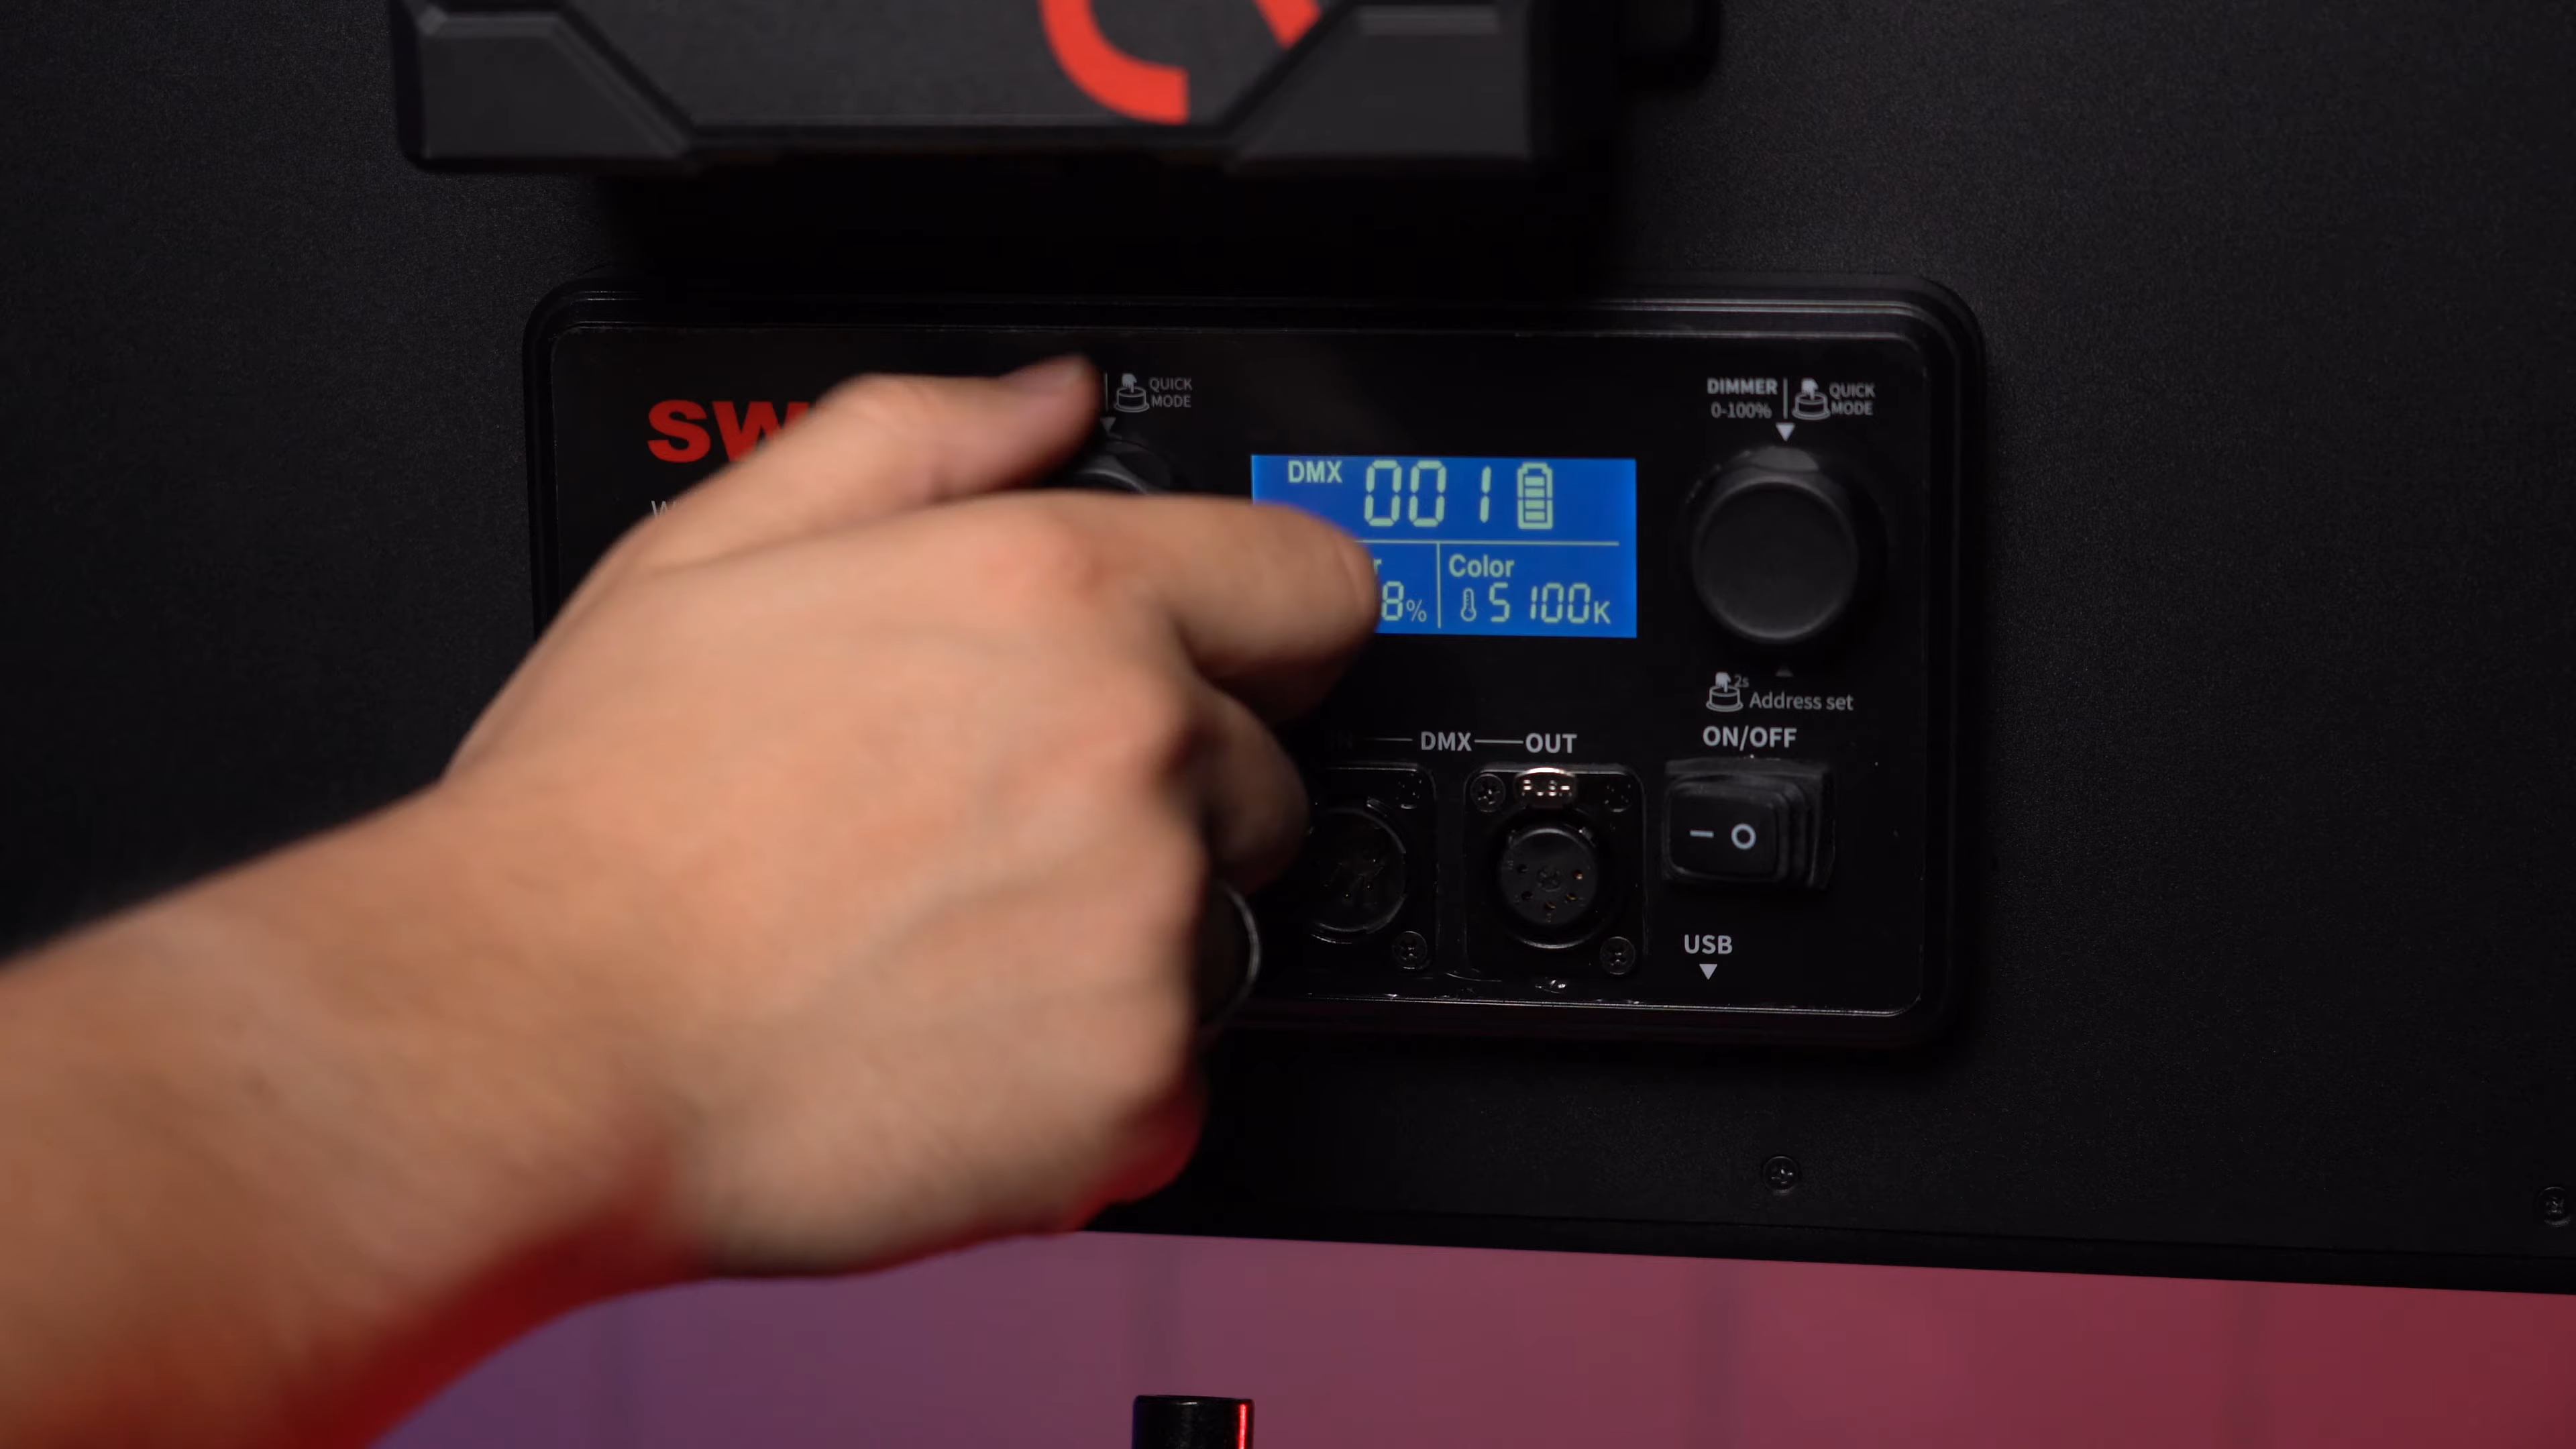 QUICK
MODE
DIMMER
0-100%
QUICK
MODE
SW
DMX 001
8%
Color
5100K
2s
Address set
DMX OUT
ON/OFF
PUSH
– O
USB